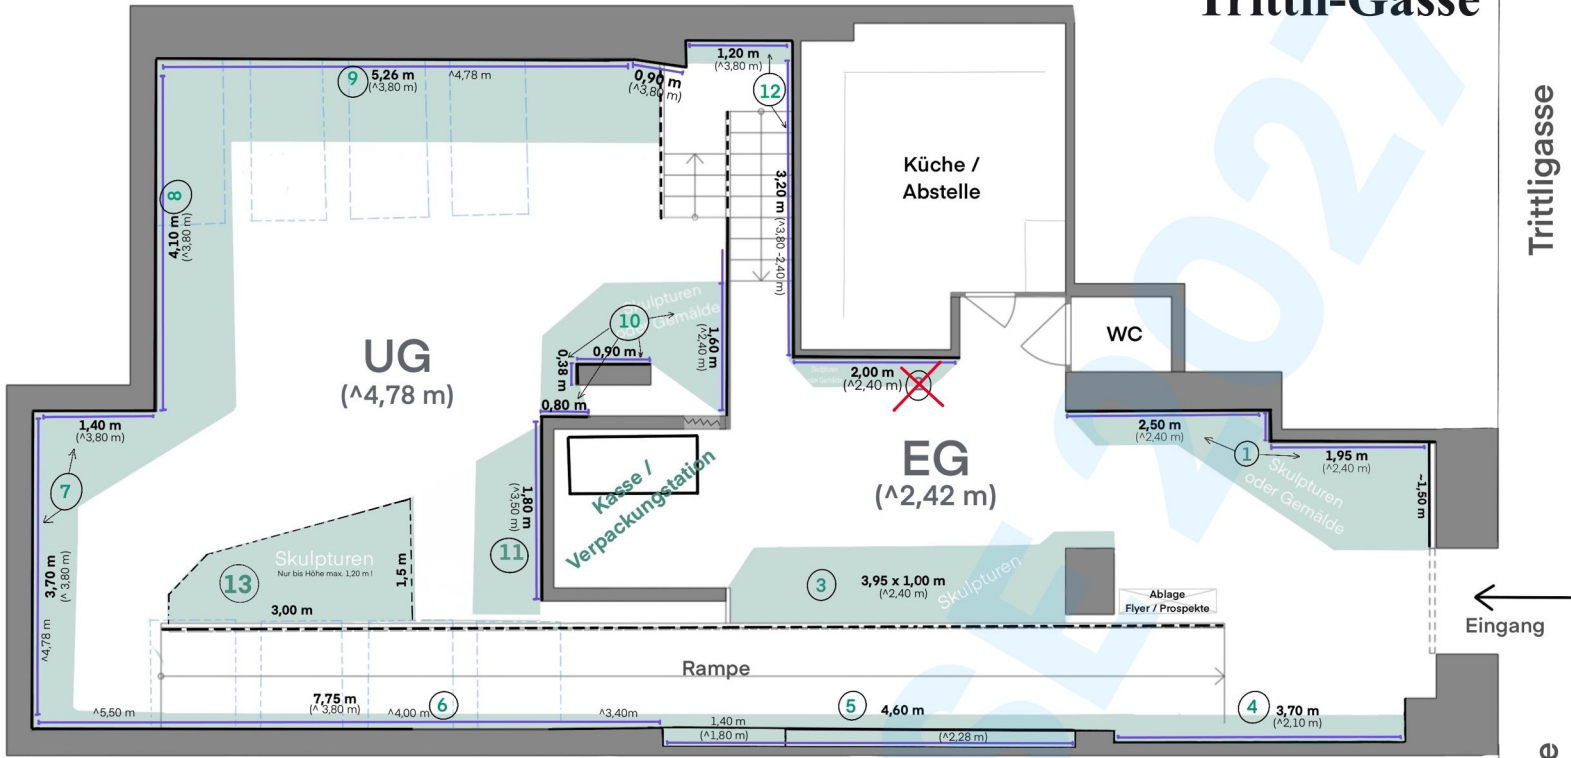 Trittli-Gasse
Trittligasse
SE 2027
9
5,26 m
(^3,80 m)
^4,78 m
0,90 m
(^3,80 m)
1,20 m
(^3,80 m)
12
3,20 m (^3,80 -2,40 m)
Küche /
Abstelle
8
4,10 m
(^3,80 m)
UG
(^4,78 m)
Skulpturen
oder Gemälde
10
0,90 m
0,38 m
0,80 m
1,60 m
(^2,40 m)
WC
2,00 m
(^2,40 m)
1,40 m
(^3,80 m)
7
3,70 m
(^ 3,80 m)
^4,78 m
EG
(^2,42 m)
2,50 m
(^2,40 m)
1
1,95 m
(^2,40 m)
Skulpturen
oder Gemälde
~1,50 m
Kasse /
Verpackungstation
1,80 m
(^3,50 m)
11
Skulpturen
Nur bis Höhe max. 1,20 m !
13
1,5 m
3,00 m
3
3,95 x 1,00 m
(^2,40 m)
Skulpturen
Ablage
Flyer / Prospekte
Eingang
Rampe
^5,50 m
7,75 m
(^ 3,80 m)
^4,00 m
6
^3,40m
1,40 m
(^1,80 m)
5
4,60 m
(^2,28 m)
4
3,70 m
(^2,10 m)
e